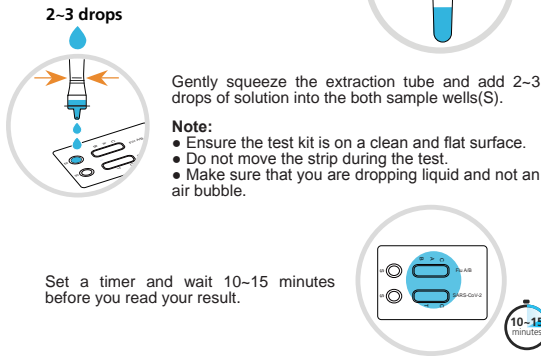 2~3 drops
Gently squeeze the extraction tube and add 2~3
drops of solution into the both sample wells(S).
Note:
● Ensure the test kit is on a clean and flat surface.
● Do not move the strip during the test.
● Make sure that you are dropping liquid and not an
air bubble.
Set a timer and wait 10~15 minutes
before you read your result.
S B A C Flu A/B
S T C SARS-CoV-2
10~15
minutes